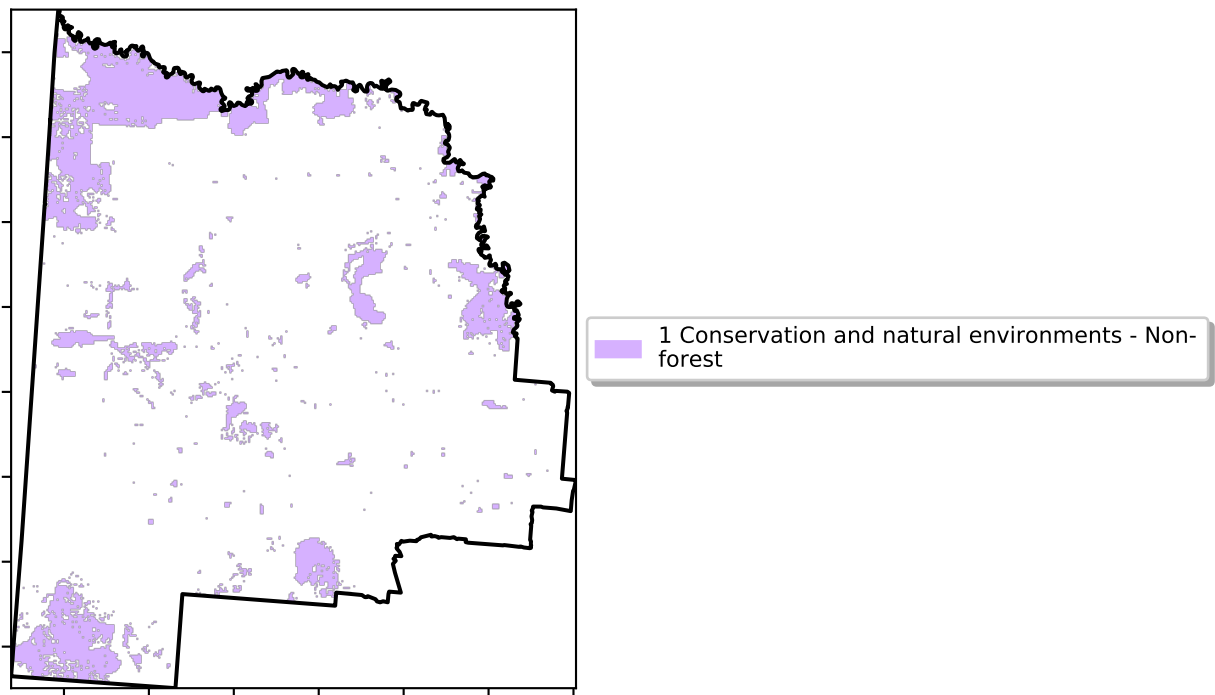 1 Conservation and natural environments - Non-
forest